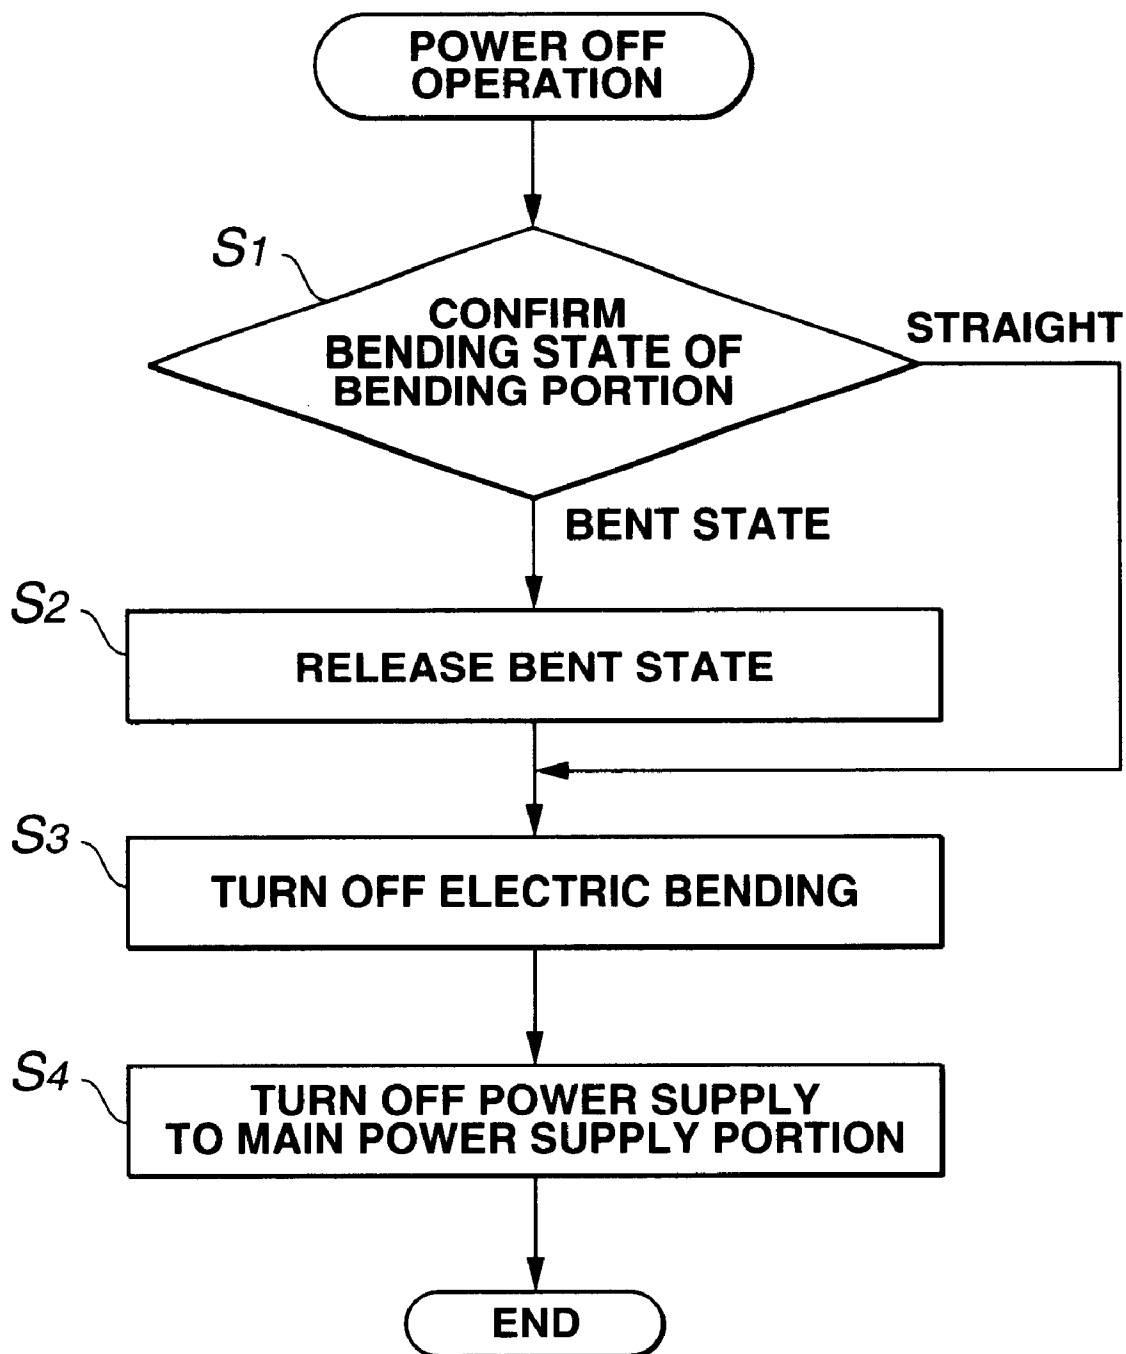 POWER OFF
OPERATION
S1
CONFIRM
BENDING STATE OF
BENDING PORTION
STRAIGHT
BENT STATE
S2
RELEASE BENT STATE
S3
TURN OFF ELECTRIC BENDING
S4
TURN OFF POWER SUPPLY
TO MAIN POWER SUPPLY PORTION
END